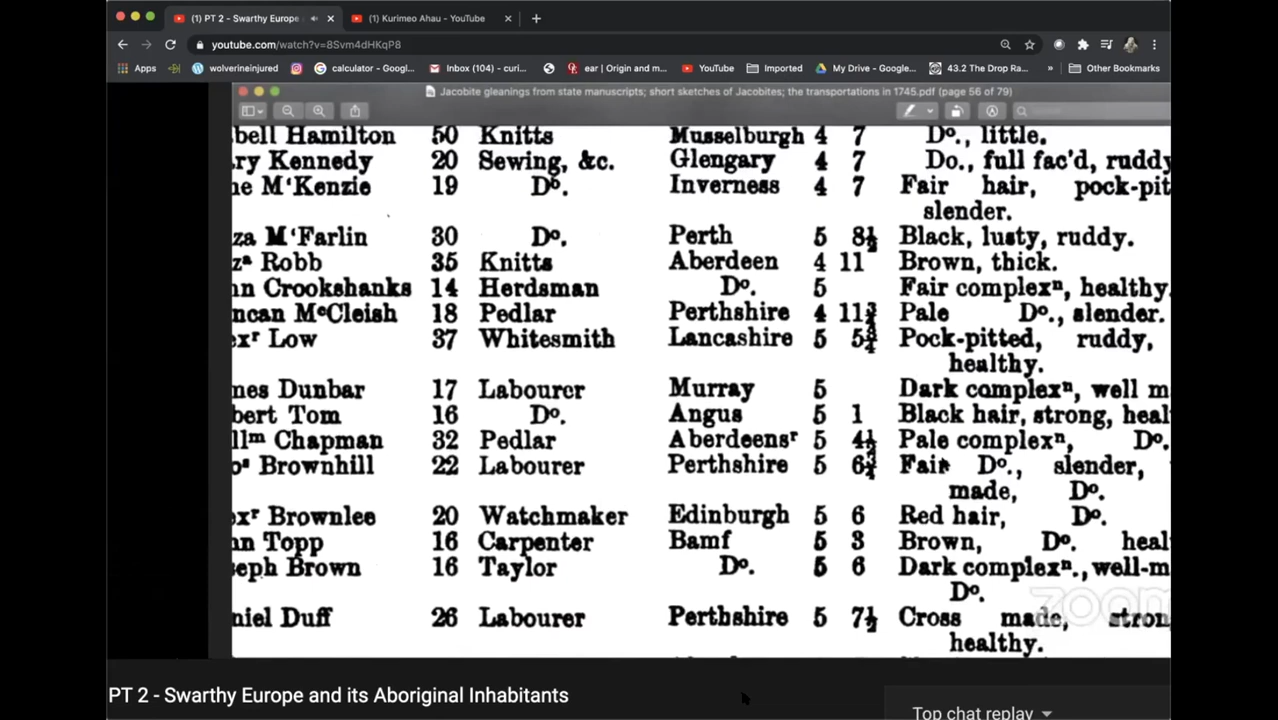 (1) PT 2 - Swarthy Europe
(1) Kurimeo Ahau - YouTube
youtube.com/watch?v=8Svm4dHKqP8
Apps wolverineinjured calculator - Googl... Inbox (104) - curi... ear | Origin and m... YouTube Imported My Drive - Google... 43.2 The Drop Ra... » Other Bookmarks
Jacobite gleanings from state manuscripts; short sketches of Jacobites; the transportations in 1745.pdf (page 56 of 79)
bell Hamilton 50 Knitts Musselburgh 4 7 Do., little.
ry Kennedy 20 Sewing, &c. Glengary 4 7 Do., full fac'd, ruddy
ne M'Kenzie 19 Do. Inverness 4 7 Fair hair, pock-pit
slender.
za M'Farlin 30 Do. Perth 5 8½ Black, lusty, ruddy.
zª Robb 35 Knitts Aberdeen 4 11 Brown, thick.
nn Crookshanks 14 Herdsman Do. 5 Fair complexⁿ, healthy.
ncan McCleish 18 Pedlar Perthshire 4 11¾ Pale Do., slender.
exʳ Low 37 Whitesmith Lancashire 5 5¾ Pock-pitted, ruddy,
healthy.
mes Dunbar 17 Labourer Murray 5 Dark complexⁿ, well m
bert Tom 16 Do. Angus 5 1 Black hair, strong, heal
llᵐ Chapman 32 Pedlar Aberdeensʳ 5 4½ Pale complexⁿ, Do.
oˢ Brownhill 22 Labourer Perthshire 5 6¾ Fair Do., slender,
made, Do.
exʳ Brownlee 20 Watchmaker Edinburgh 5 6 Red hair, Do.
hn Topp 16 Carpenter Bamf 5 3 Brown, Do. heal
seph Brown 16 Taylor Do. 5 6 Dark complexⁿ., well-m
Do.
niel Duff 26 Labourer Perthshire 5 7½ Cross made, stron
healthy.
zoom
PT 2 - Swarthy Europe and its Aboriginal Inhabitants
Top chat replay